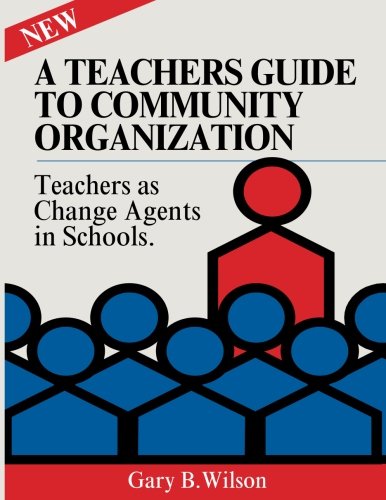 NEW
A TEACHERS GUIDE
TO COMMUNITY
ORGANIZATION
Teachers as
Change Agents
in Schools.
Gary B.Wilson